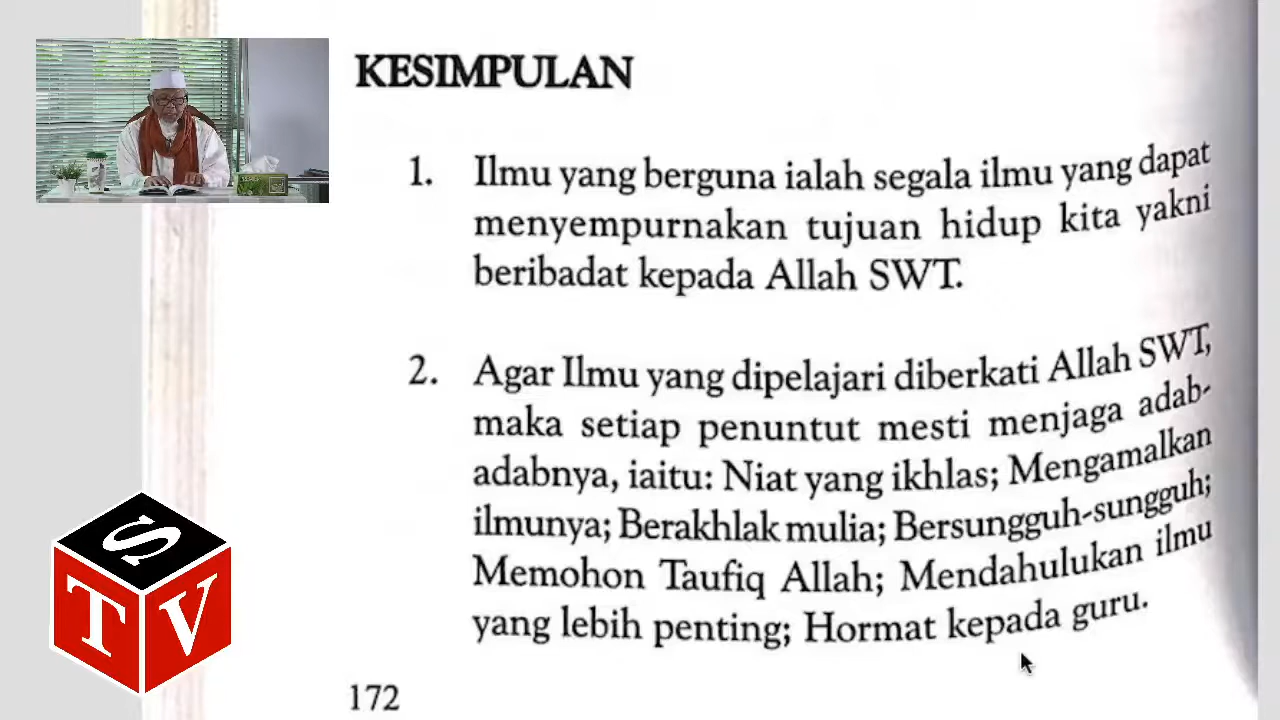 KESIMPULAN
1. Ilmu yang berguna ialah segala ilmu yang dapat
menyempurnakan tujuan hidup kita yakni
beribadat kepada Allah SWT.
2. Agar Ilmu yang dipelajari diberkati Allah SWT,
maka setiap penuntut mesti menjaga adab-
adabnya, iaitu: Niat yang ikhlas; Mengamalkan
ilmunya; Berakhlak mulia; Bersungguh-sungguh;
Memohon Taufiq Allah; Mendahulukan ilmu
yang lebih penting; Hormat kepada guru.
172
S
TV